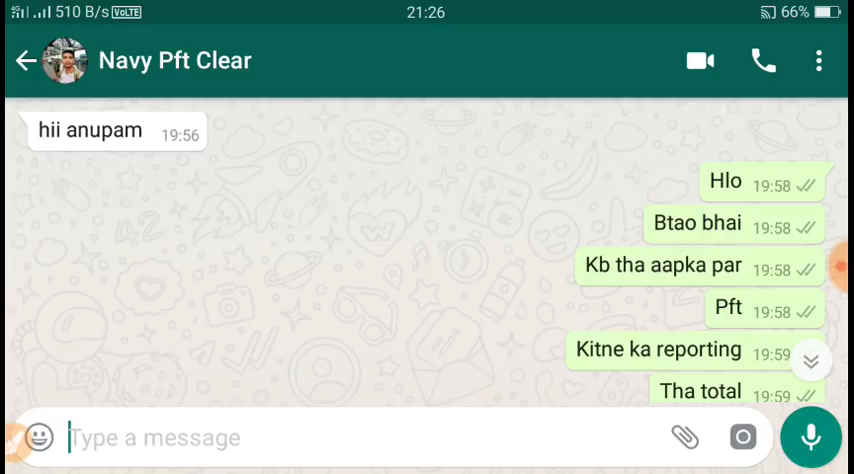 4G 510 B/s VoLTE 21:26 66%
Navy Pft Clear
hii anupam 19:56
Hlo 19:58
Btao bhai 19:58
Kb tha aapka par 19:58
Pft 19:58
Kitne ka reporting 19:59
Tha total 19:59
Type a message